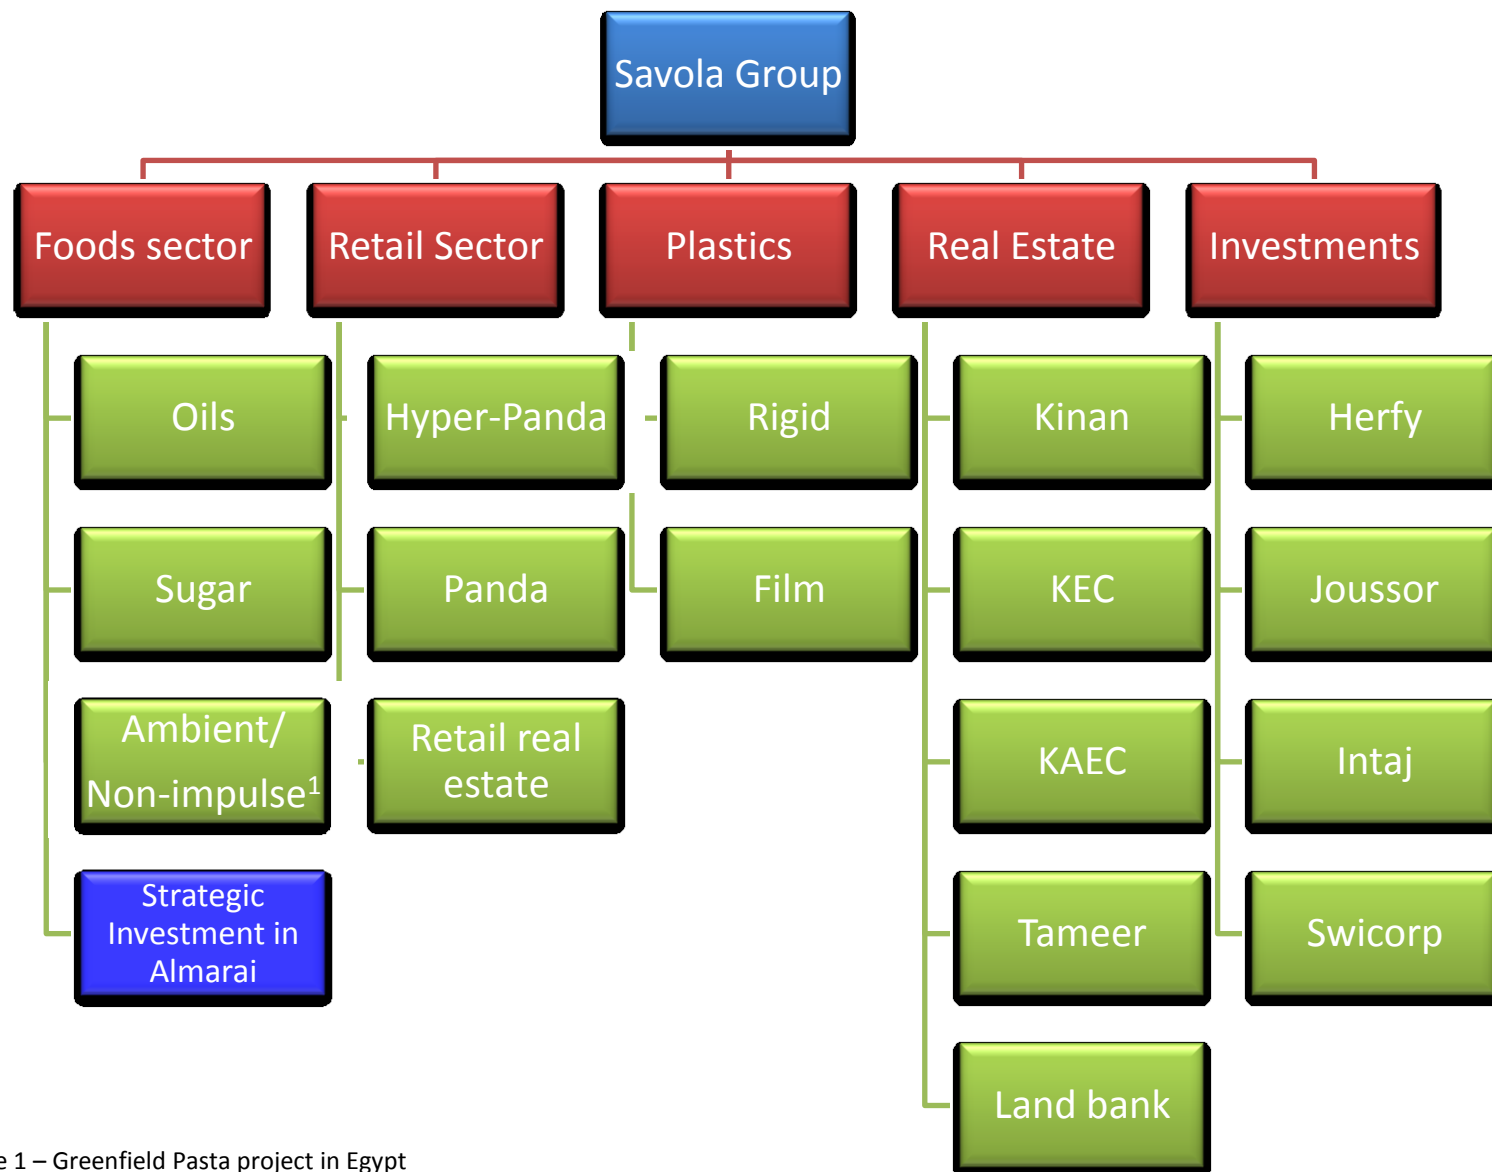 Savola Group
Foods sector
Retail Sector
Plastics
Real Estate
Investments
Oils
Hyper-Panda
Rigid
Kinan
Herfy
Sugar
Panda
Film
KEC
Joussor
Ambient/
Non-impulse¹
Retail real
estate
KAEC
Intaj
Strategic
Investment in
Almarai
Tameer
Swicorp
Land bank
e 1 – Greenfield Pasta project in Egypt